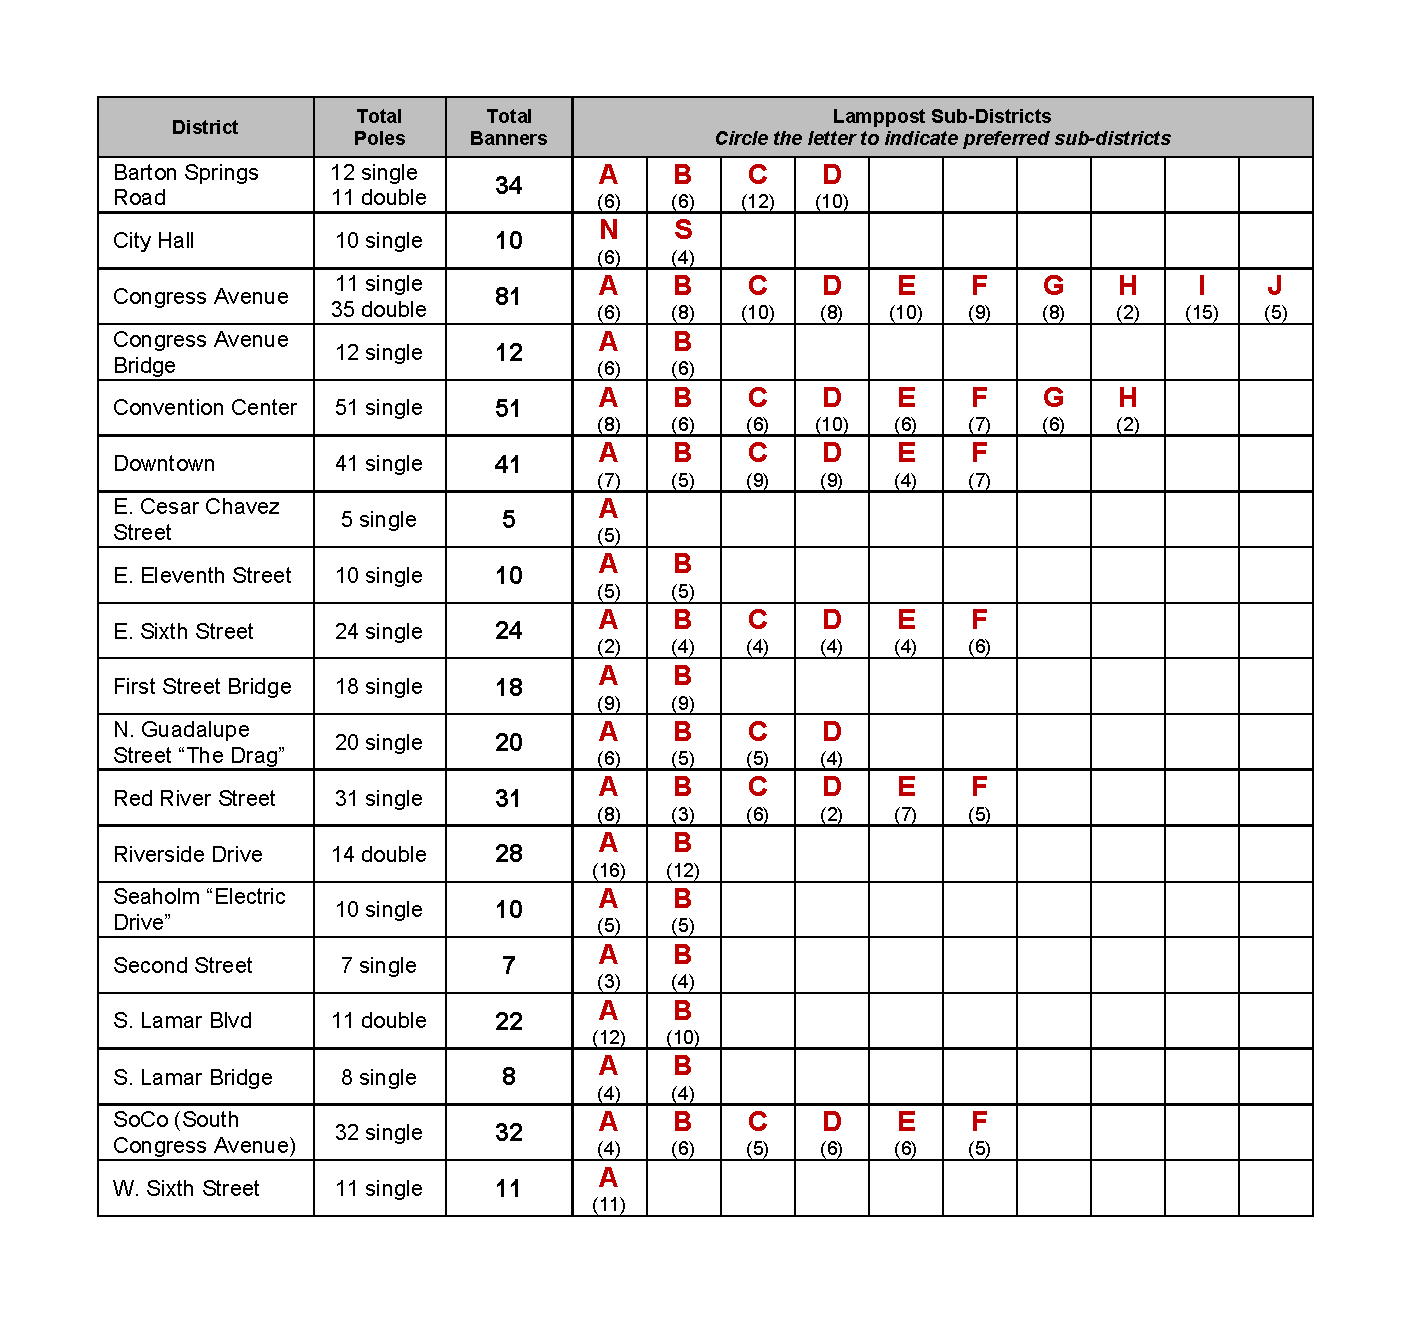 District
Total
Poles
Total
Banners
Lamppost Sub-Districts
Circle the letter to indicate preferred sub-districts
Barton Springs
Road
12 single
11 double
34
A B C D
(6) (6) (12) (10)
City Hall
10 single
10
N S
(6) (4)
Congress Avenue
11 single
35 double
81
A B C D E F G H I J
(6) (8) (10) (8) (10) (9) (8) (2) (15) (5)
Congress Avenue
Bridge
12 single
12
A B
(6) (6)
Convention Center
51 single
51
A B C D E F G H
(8) (6) (6) (10) (6) (7) (6) (2)
Downtown
41 single
41
A B C D E F
(7) (5) (9) (9) (4) (7)
E. Cesar Chavez
Street
5 single
5
A
(5)
E. Eleventh Street
10 single
10
A B
(5) (5)
E. Sixth Street
24 single
24
A B C D E F
(2) (4) (4) (4) (4) (6)
First Street Bridge
18 single
18
A B
(9) (9)
N. Guadalupe
Street “The Drag”
20 single
20
A B C D
(6) (5) (5) (4)
Red River Street
31 single
31
A B C D E F
(8) (3) (6) (2) (7) (5)
Riverside Drive
14 double
28
A B
(16) (12)
Seaholm “Electric
Drive”
10 single
10
A B
(5) (5)
Second Street
7 single
7
A B
(3) (4)
S. Lamar Blvd
11 double
22
A B
(12) (10)
S. Lamar Bridge
8 single
8
A B
(4) (4)
SoCo (South
Congress Avenue)
32 single
32
A B C D E F
(4) (6) (5) (6) (6) (5)
W. Sixth Street
11 single
11
A
(11)